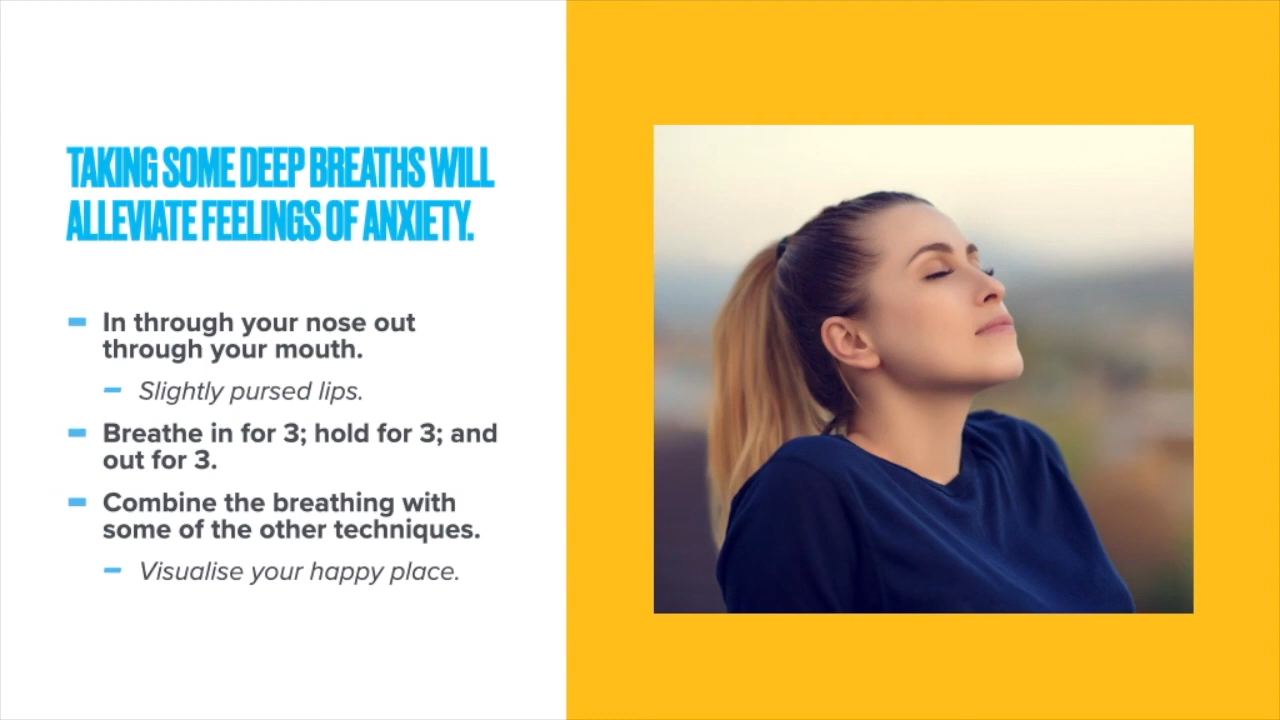 TAKING SOME DEEP BREATHS WILL
ALLEVIATE FEELINGS OF ANXIETY.
In through your nose out
through your mouth.
Slightly pursed lips.
Breathe in for 3; hold for 3; and
out for 3.
Combine the breathing with
some of the other techniques.
Visualise your happy place.